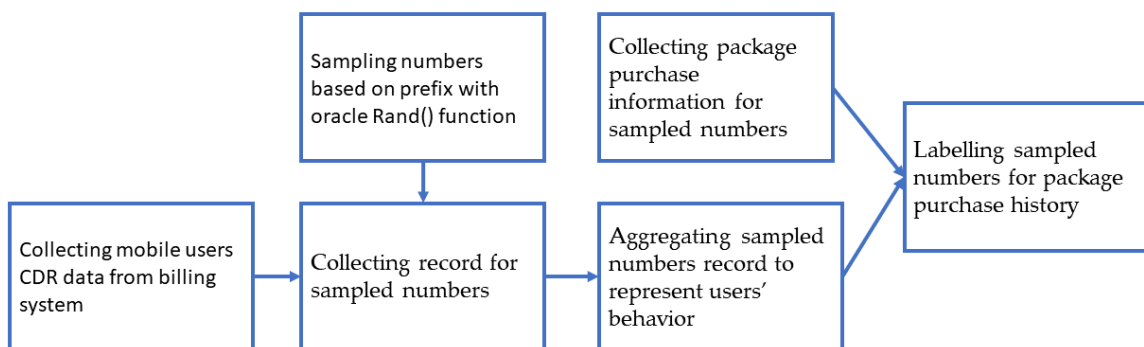 Sampling numbers
based on prefix with
oracle Rand() function
Collecting package
purchase
information for
sampled numbers
Labelling sampled
numbers for package
purchase history
Collecting mobile users
CDR data from billing
system
Collecting record for
sampled numbers
Aggregating sampled
numbers record to
represent users’
behavior